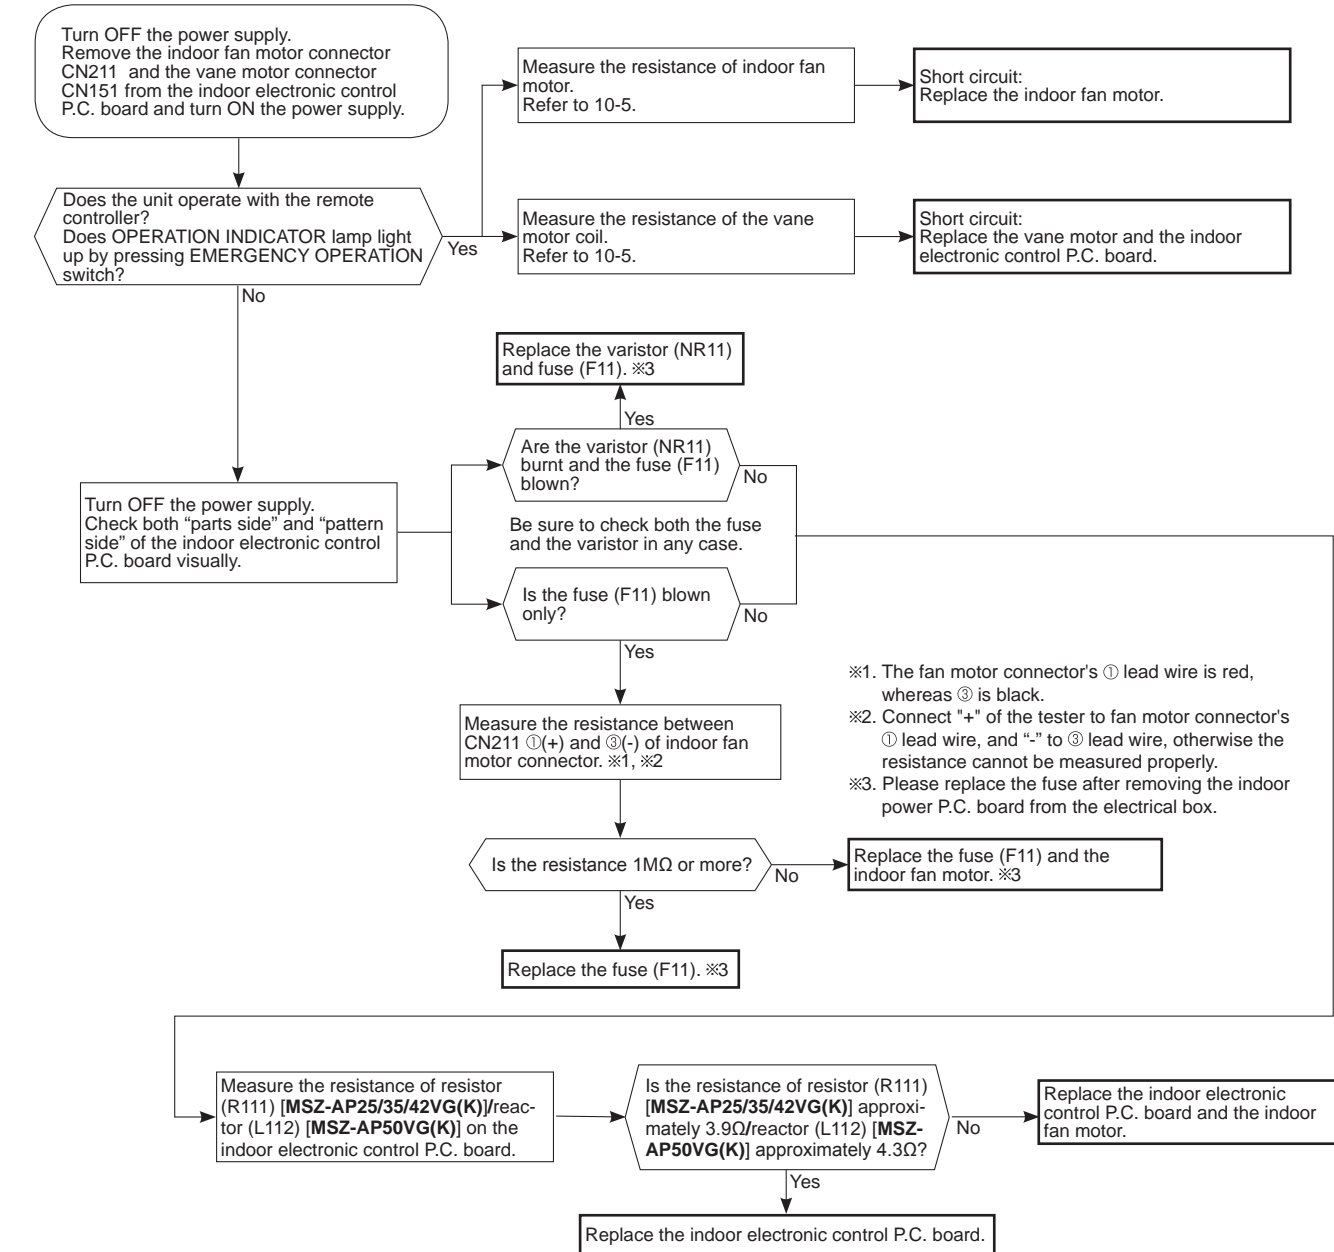 Turn OFF the power supply.
Remove the indoor fan motor connector
CN211 and the vane motor connector
CN151 from the indoor electronic control
P.C. board and turn ON the power supply.
Measure the resistance of indoor fan
motor.
Refer to 10-5.
Short circuit:
Replace the indoor fan motor.
Does the unit operate with the remote
controller?
Does OPERATION INDICATOR lamp light
up by pressing EMERGENCY OPERATION
switch?
Yes
Measure the resistance of the vane
motor coil.
Refer to 10-5.
Short circuit:
Replace the vane motor and the indoor
electronic control P.C. board.
No
Replace the varistor (NR11)
and fuse (F11). ※3
Yes
Are the varistor (NR11)
burnt and the fuse (F11)
blown?
No
Turn OFF the power supply.
Check both “parts side” and “pattern
side” of the indoor electronic control
P.C. board visually.
Be sure to check both the fuse
and the varistor in any case.
Is the fuse (F11) blown
only?
No
Yes
※1. The fan motor connector's ① lead wire is red,
whereas ③ is black.
※2. Connect "+" of the tester to fan motor connector's
① lead wire, and “-” to ③ lead wire, otherwise the
resistance cannot be measured properly.
※3. Please replace the fuse after removing the indoor
power P.C. board from the electrical box.
Measure the resistance between
CN211 ①(+) and ③(-) of indoor fan
motor connector. ※1, ※2
Is the resistance 1MΩ or more?
No
Replace the fuse (F11) and the
indoor fan motor. ※3
Yes
Replace the fuse (F11). ※3
Measure the resistance of resistor
(R111) [MSZ-AP25/35/42VG(K)]/reac-
tor (L112) [MSZ-AP50VG(K)] on the
indoor electronic control P.C. board.
Is the resistance of resistor (R111)
[MSZ-AP25/35/42VG(K)] approxi-
mately 3.9Ω/reactor (L112) [MSZ-
AP50VG(K)] approximately 4.3Ω?
No
Replace the indoor electronic
control P.C. board and the indoor
fan motor.
Yes
Replace the indoor electronic control P.C. board.